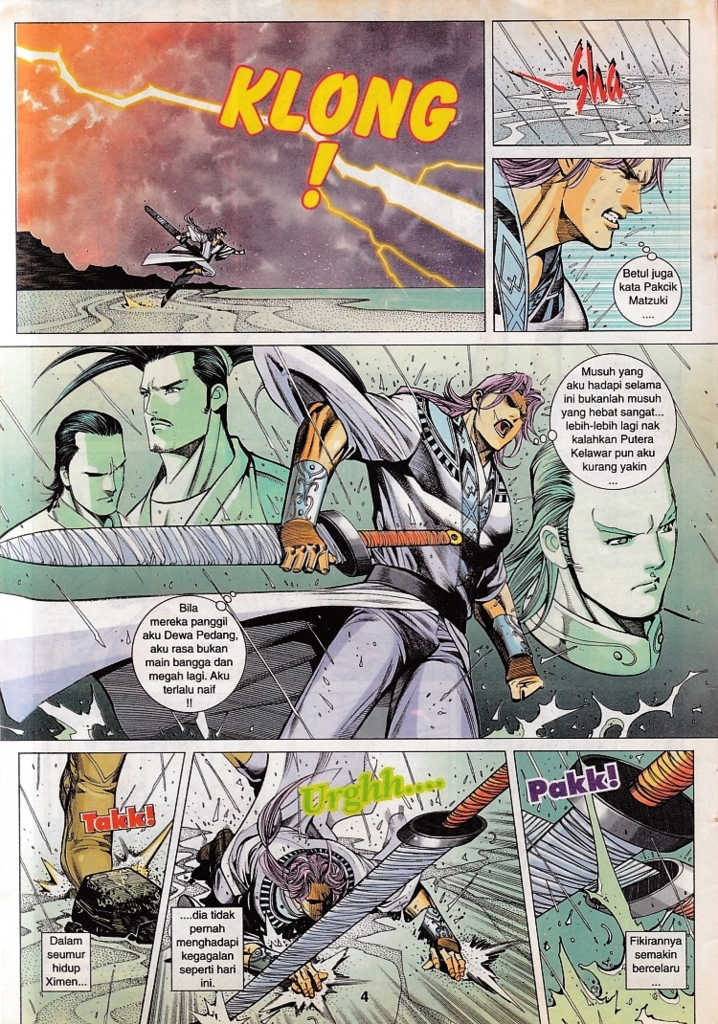 KLONG
!
Sha
Betul juga
kata Pakcik
Matzuki
....
Musuh yang
aku hadapi selama
ini bukanlah musuh
yang hebat sangat...
lebih-lebih lagi nak
kalahkan Putera
Kelawar pun aku
kurang yakin
...
Bila
mereka panggil
aku Dewa Pedang,
aku rasa bukan
main bangga dan
megah lagi. Aku
terlalu naif
!!
Takk!
Dalam
seumur
hidup
Ximen...
Urghh....
....dia tidak
pernah
menghadapi
kegagalan
seperti hari
ini.
Pakk!
Fikirannya
semakin
bercelaru
...
4